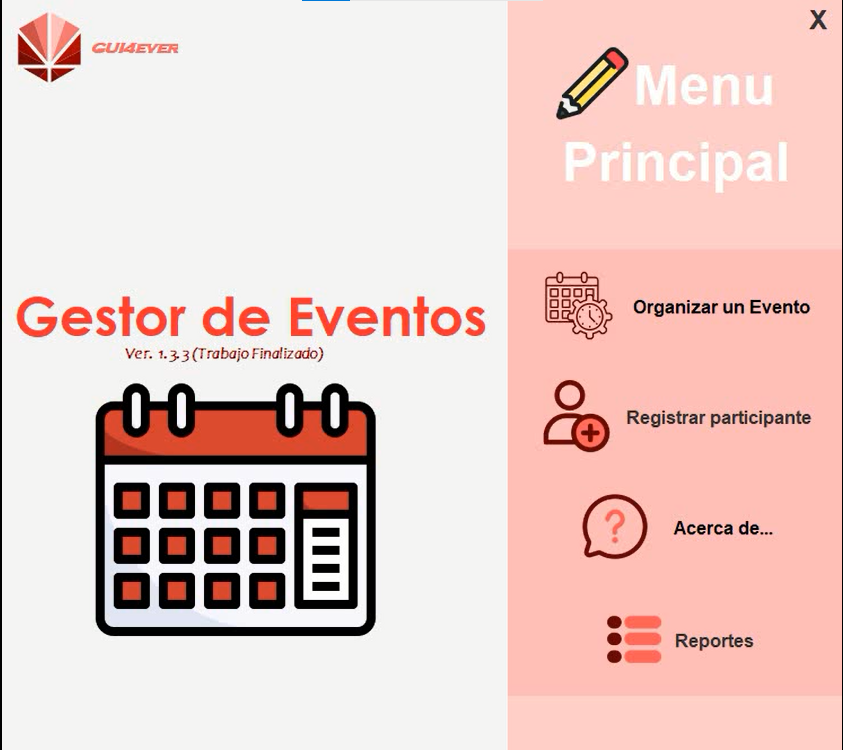 GUI4EVER
X
Menu
Principal
Gestor de Eventos
Ver. 1.3.3 (Trabajo Finalizado)
Organizar un Evento
Registrar participante
?
Acerca de...
Reportes